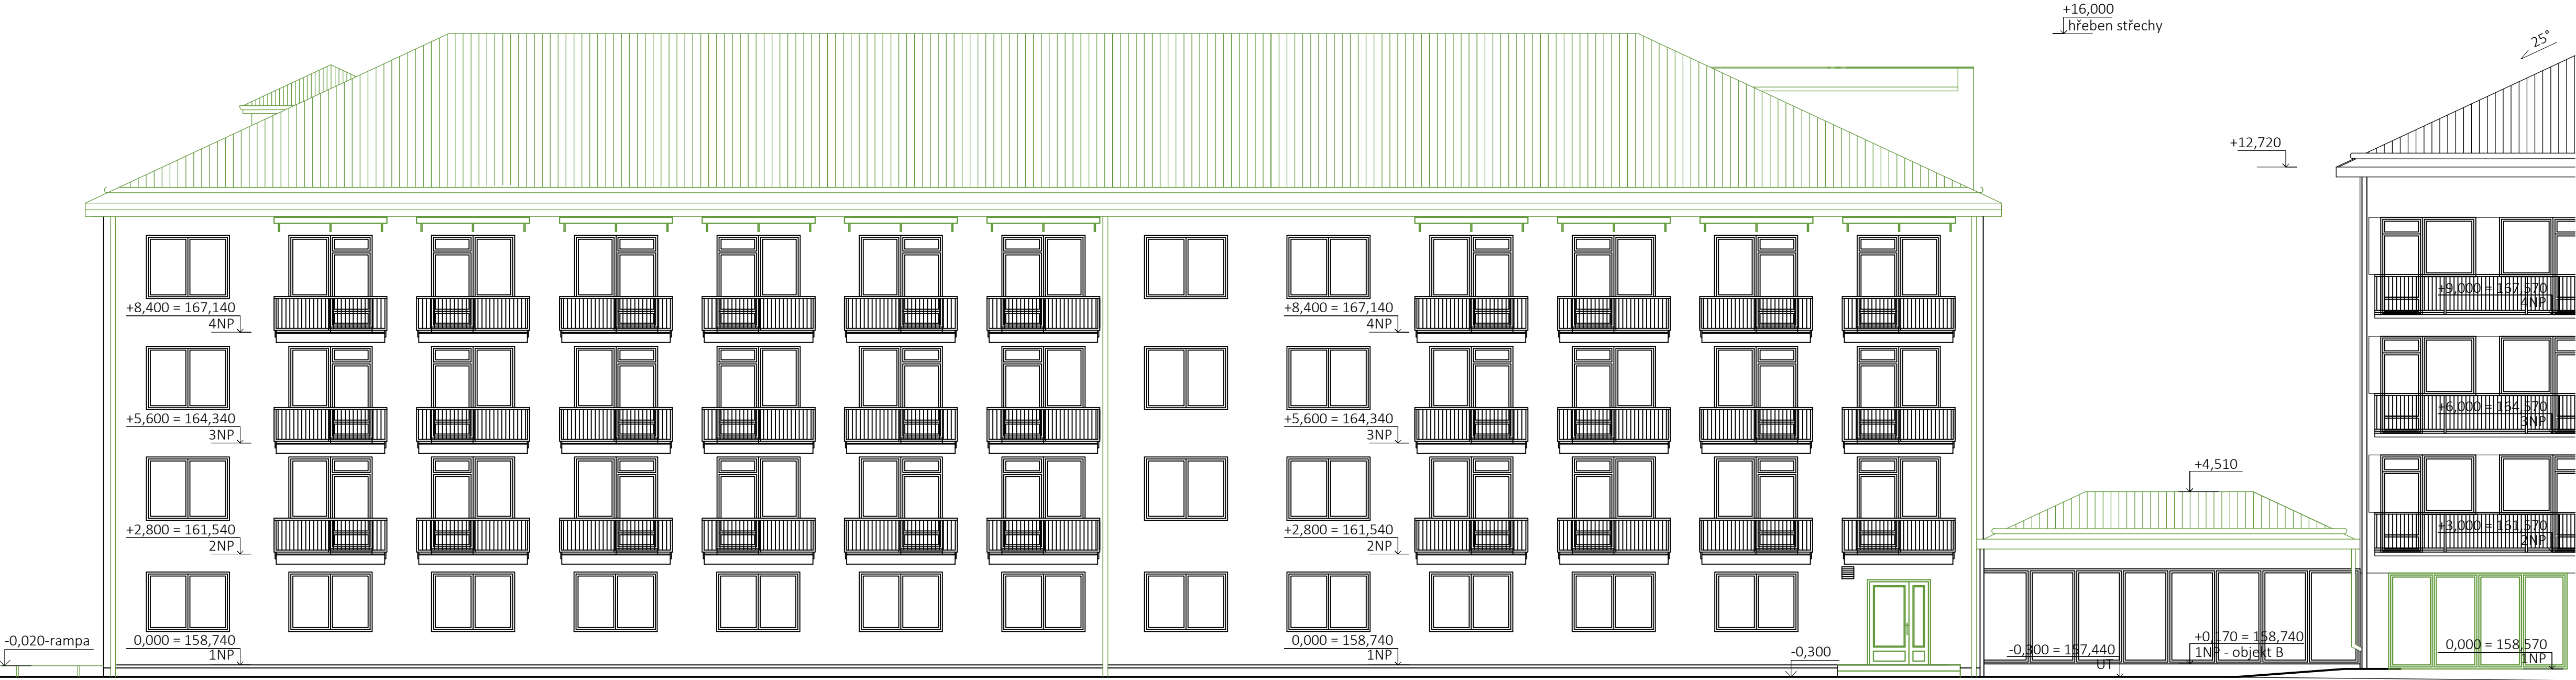 +16,000
hřeben střechy
25°
+12,720
+8,400 = 167,140
4NP
+8,400 = 167,140
4NP
+9,000 = 167,570
4NP
+5,600 = 164,340
3NP
+5,600 = 164,340
3NP
+6,000 = 164,570
3NP
+4,510
+2,800 = 161,540
2NP
+2,800 = 161,540
2NP
+3,000 = 161,570
2NP
-0,020-rampa
0,000 = 158,740
1NP
0,000 = 158,740
1NP
-0,300
-0,300 = 157,440
UT
+0,170 = 158,740
1NP - objekt B
0,000 = 158,570
1NP